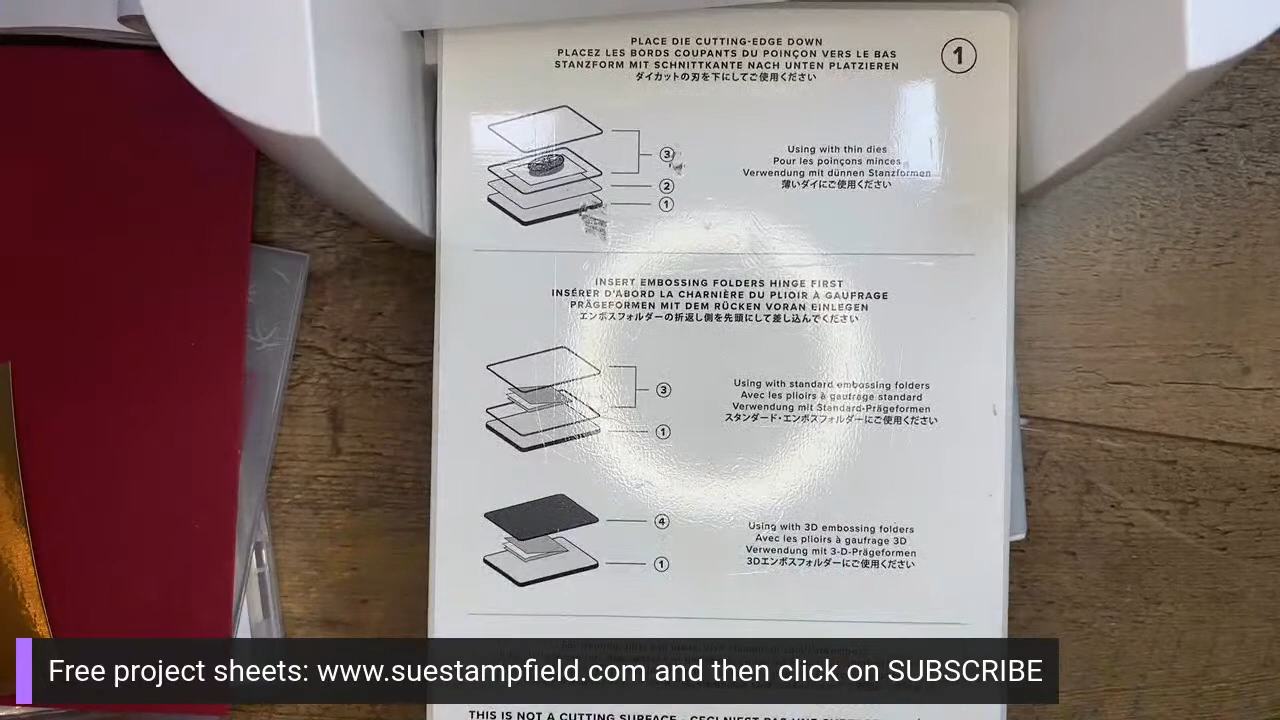 PLACE DIE CUTTING-EDGE DOWN
PLACEZ LES BORDS COUPANTS DU POINÇON VERS LE BAS
STANZFORM MIT SCHNITTKANTE NACH UNTEN PLATZIEREN
ダイカットの刃を下にしてご使用ください
1
3
2
1
Using with thin dies
Pour les poinçons minces
Verwendung mit dünnen Stanzformen
薄いダイにご使用ください
INSERT EMBOSSING FOLDERS HINGE FIRST
INSÉRER D'ABORD LA CHARNIÈRE DU PLIOIR À GAUFRAGE
PRÄGEFORMEN MIT DEM RÜCKEN VORAN EINLEGEN
エンボスフォルダーの折返し側を先頭にして差し込んでください
3
1
Using with standard embossing folders
Avec les plioirs à gaufrage standard
Verwendung mit Standard-Prägeformen
スタンダード・エンボスフォルダーにご使用ください
4
1
Using with 3D embossing folders
Avec les plioirs à gaufrage 3D
Verwendung mit 3-D-Prägeformen
3Dエンボスフォルダーにご使用ください
Free project sheets: www.suestampfield.com and then click on SUBSCRIBE
THIS IS NOT A CUTTING SURFACE